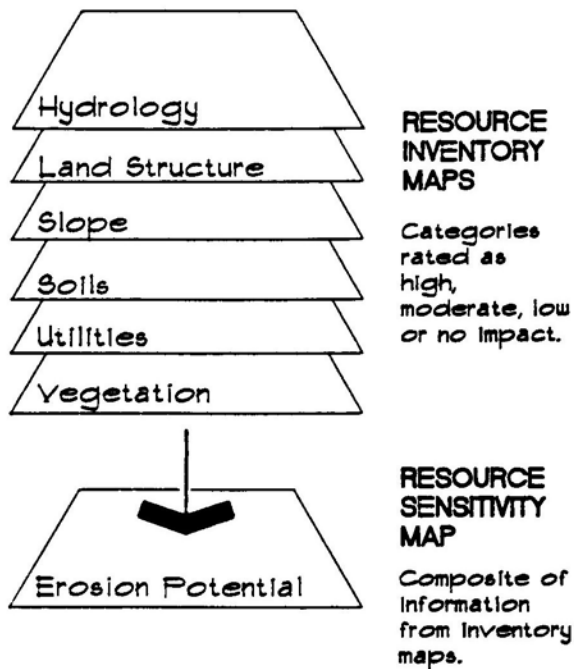 Hydrology
Land Structure
Slope
Soils
Utilities
Vegetation
RESOURCE
INVENTORY
MAPS
Categories
rated as
high,
moderate, low
or no impact.
Erosion Potential
RESOURCE
SENSITIVITY
MAP
Composite of
information
from inventory
maps.